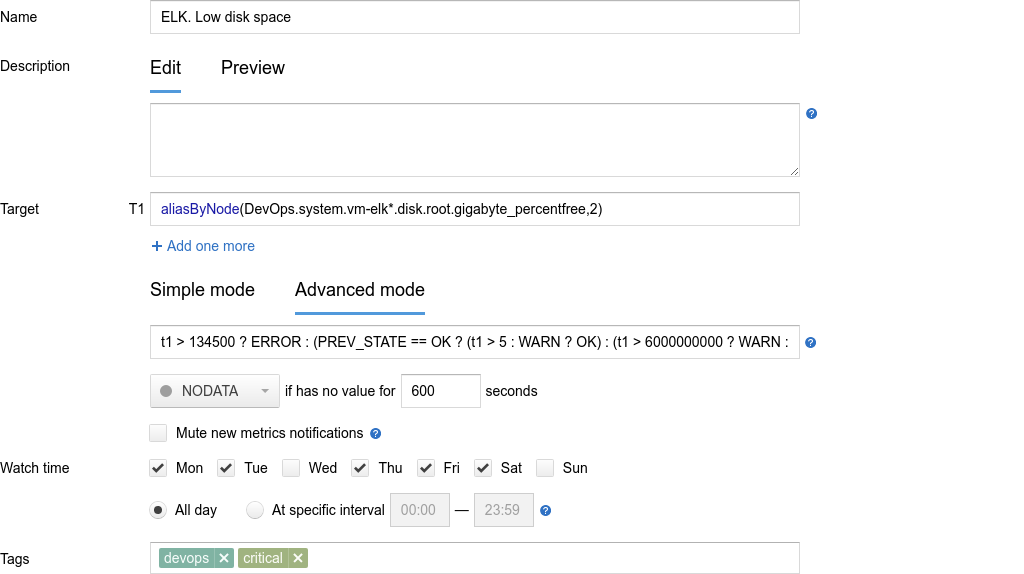 Name ELK. Low disk space
Description Edit Preview
?
Target T1 aliasByNode(DevOps.system.vm-elk*.disk.root.gigabyte_percentfree,2)
+ Add one more
Simple mode Advanced mode
t1 > 134500 ? ERROR : (PREV_STATE == OK ? (t1 > 5 : WARN ? OK) : (t1 > 6000000000 ? WARN : ?
NODATA if has no value for 600 seconds
Mute new metrics notifications ?
Watch time Mon Tue Wed Thu Fri Sat Sun
All day At specific interval 00:00 — 23:59 ?
Tags devops × critical ×